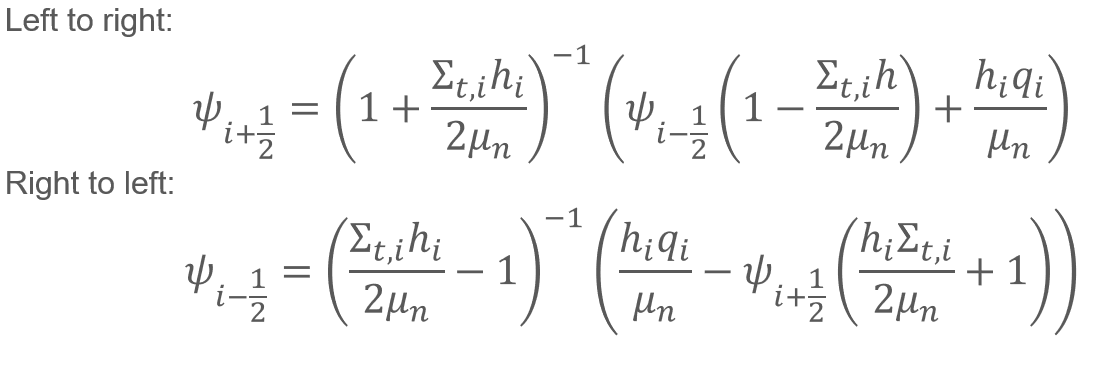 Left to right:
ψ_{i+1/2} = (1 + Σ_{t,i}h_i / 2μ_n)^{−1} (ψ_{i−1/2} (1 − Σ_{t,i}h / 2μ_n) + h_i q_i / μ_n)
Right to left:
ψ_{i−1/2} = (Σ_{t,i}h_i / 2μ_n − 1)^{−1} (h_i q_i / μ_n − ψ_{i+1/2} (h_iΣ_{t,i} / 2μ_n + 1))